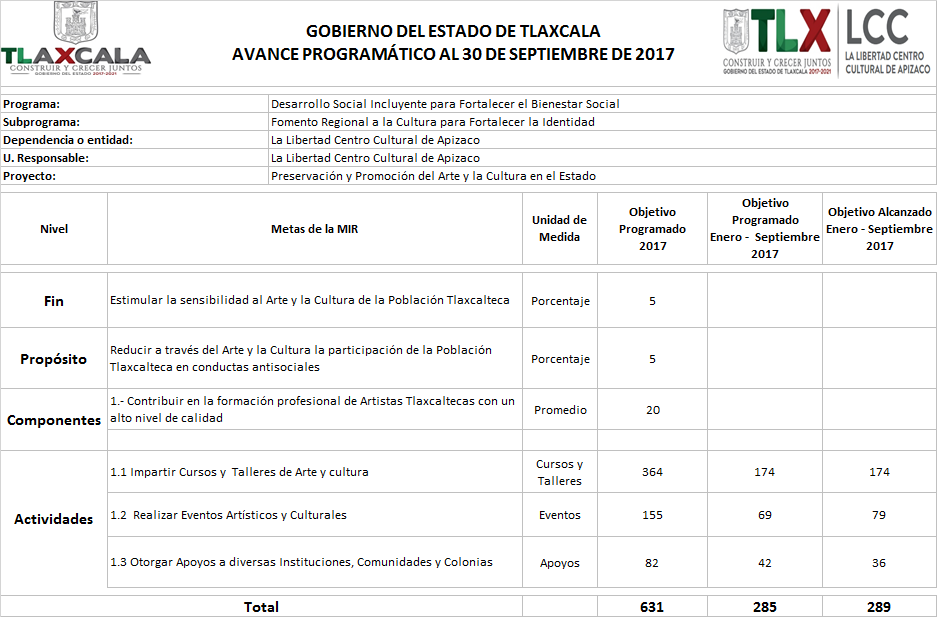 TLAXCALA
CONSTRUIR Y CRECER JUNTOS
GOBIERNO DEL ESTADO DE TLAXCALA 2017-2021
GOBIERNO DEL ESTADO DE TLAXCALA
AVANCE PROGRAMÁTICO AL 30 DE SEPTIEMBRE DE 2017
TLX
CONSTRUIR Y CRECER JUNTOS
GOBIERNO DEL ESTADO DE TLAXCALA 2017-2021
LCC
LA LIBERTAD CENTRO
CULTURAL DE APIZACO
Programa: Desarrollo Social Incluyente para Fortalecer el Bienestar Social
Subprograma: Fomento Regional a la Cultura para Fortalecer la Identidad
Dependencia o entidad: La Libertad Centro Cultural de Apizaco
U. Responsable: La Libertad Centro Cultural de Apizaco
Proyecto: Preservación y Promoción del Arte y la Cultura en el Estado
Nivel
Metas de la MIR
Unidad de
Medida
Objetivo
Programado
2017
Objetivo
Programado
Enero - Septiembre
2017
Objetivo Alcanzado
Enero - Septiembre
2017
Fin
Estimular la sensibilidad al Arte y la Cultura de la Población Tlaxcalteca
Porcentaje
5
Propósito
Reducir a través del Arte y la Cultura la participación de la Población
Tlaxcalteca en conductas antisociales
Porcentaje
5
Componentes
1.- Contribuir en la formación profesional de Artistas Tlaxcaltecas con un
alto nivel de calidad
Promedio
20
Actividades
1.1 Impartir Cursos y Talleres de Arte y cultura
Cursos y
Talleres
364
174
174
1.2 Realizar Eventos Artísticos y Culturales
Eventos
155
69
79
1.3 Otorgar Apoyos a diversas Instituciones, Comunidades y Colonias
Apoyos
82
42
36
Total
631
285
289